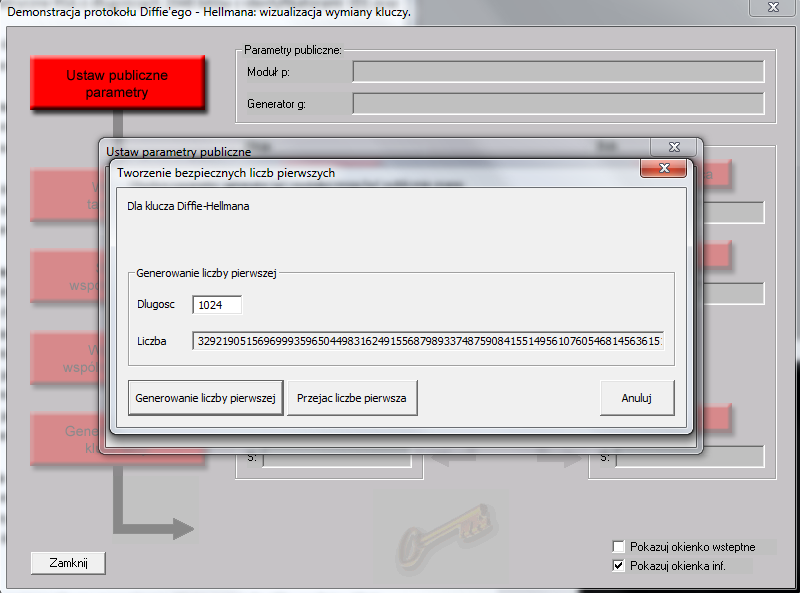 Demonstracja protokołu Diffie'ego - Hellmana: wizualizacja wymiany kluczy.
Ustaw publiczne
parametry
Parametry publiczne:
Moduł p:
Generator g:
Ustaw parametry publiczne
Tworzenie bezpiecznych liczb pierwszych
Dla klucza Diffie-Hellmana
Generowanie liczby pierwszej
Dlugosc
1024
Liczba
Generowanie liczby pierwszej
Przejac liczbe pierwsza
Anuluj
S:
S:
Zamknij
Pokazuj okienko wsteptne
Pokazuj okienka inf.